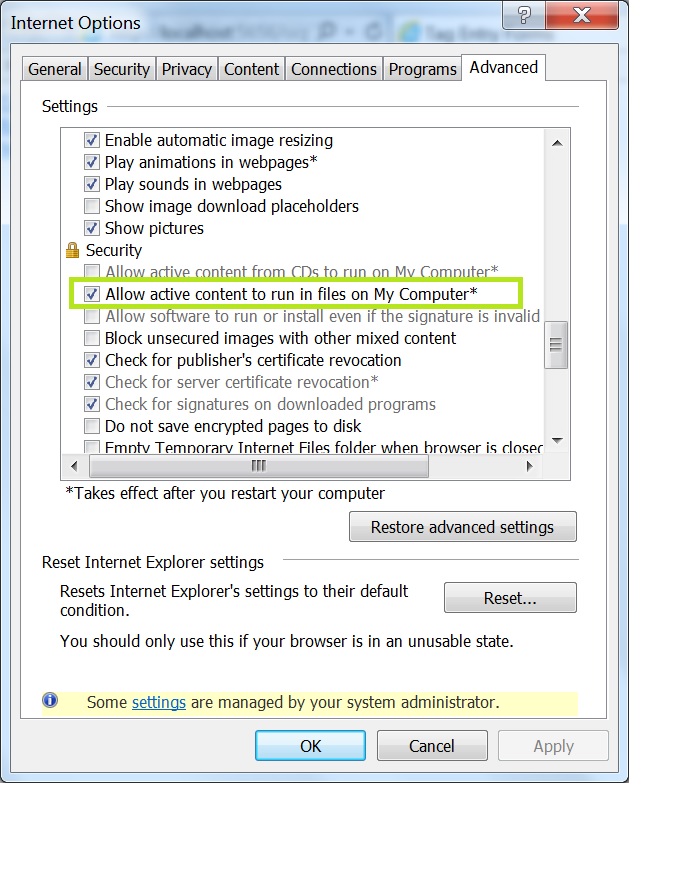 Internet Options
General Security Privacy Content Connections Programs Advanced
Settings
Enable automatic image resizing
Play animations in webpages*
Play sounds in webpages
Show image download placeholders
Show pictures
Security
Allow active content from CDs to run on My Computer*
Allow active content to run in files on My Computer*
Allow software to run or install even if the signature is invalid
Block unsecured images with other mixed content
Check for publisher's certificate revocation
Check for server certificate revocation*
Check for signatures on downloaded programs
Do not save encrypted pages to disk
Empty Temporary Internet Files folder when browser is closed
*Takes effect after you restart your computer
Restore advanced settings
Reset Internet Explorer settings
Resets Internet Explorer's settings to their default
condition.
Reset...
You should only use this if your browser is in an unusable state.
Some settings are managed by your system administrator.
OK Cancel Apply